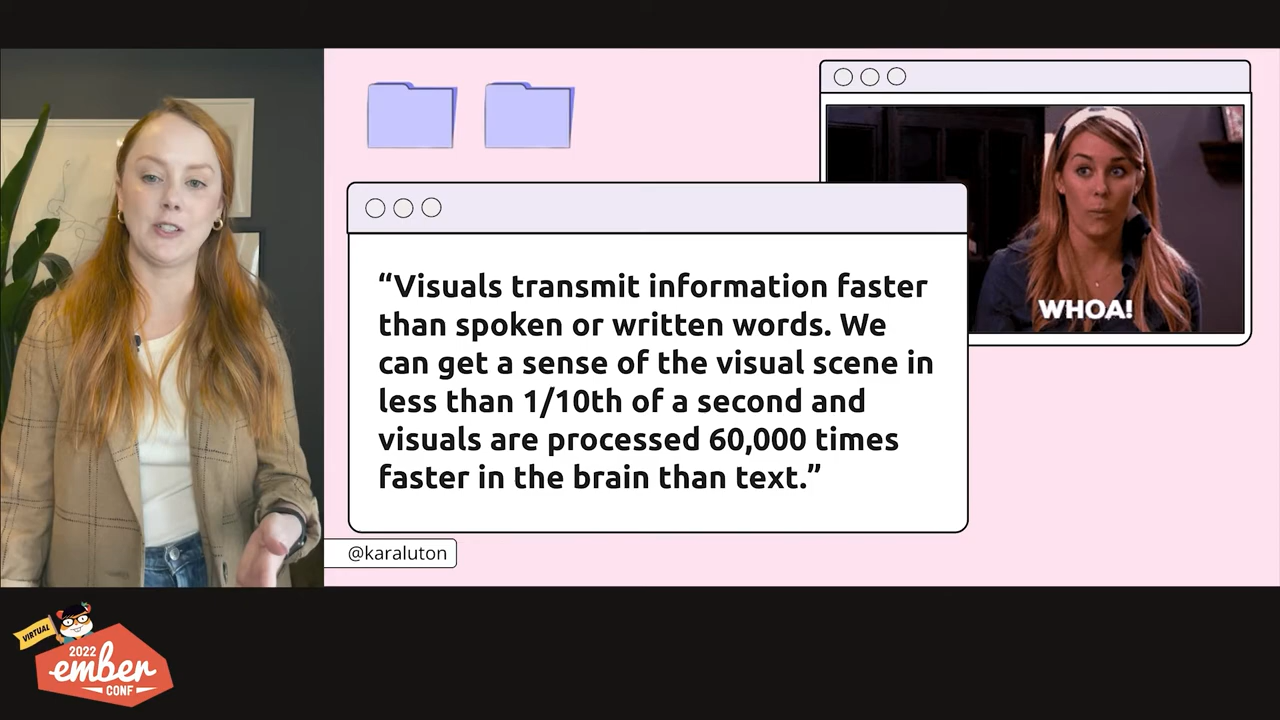 “Visuals transmit information faster
than spoken or written words. We
can get a sense of the visual scene in
less than 1/10th of a second and
visuals are processed 60,000 times
faster in the brain than text.”
WHOA!
@karaluton
VIRTUAL
2022
ember
CONF